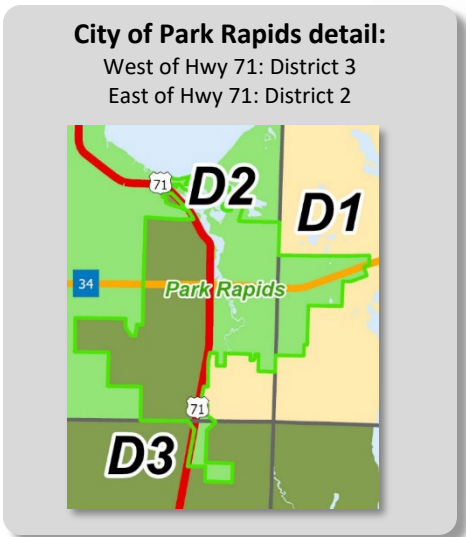 City of Park Rapids detail:
West of Hwy 71: District 3
East of Hwy 71: District 2
71
D2
D1
34
Park Rapids
71
D3